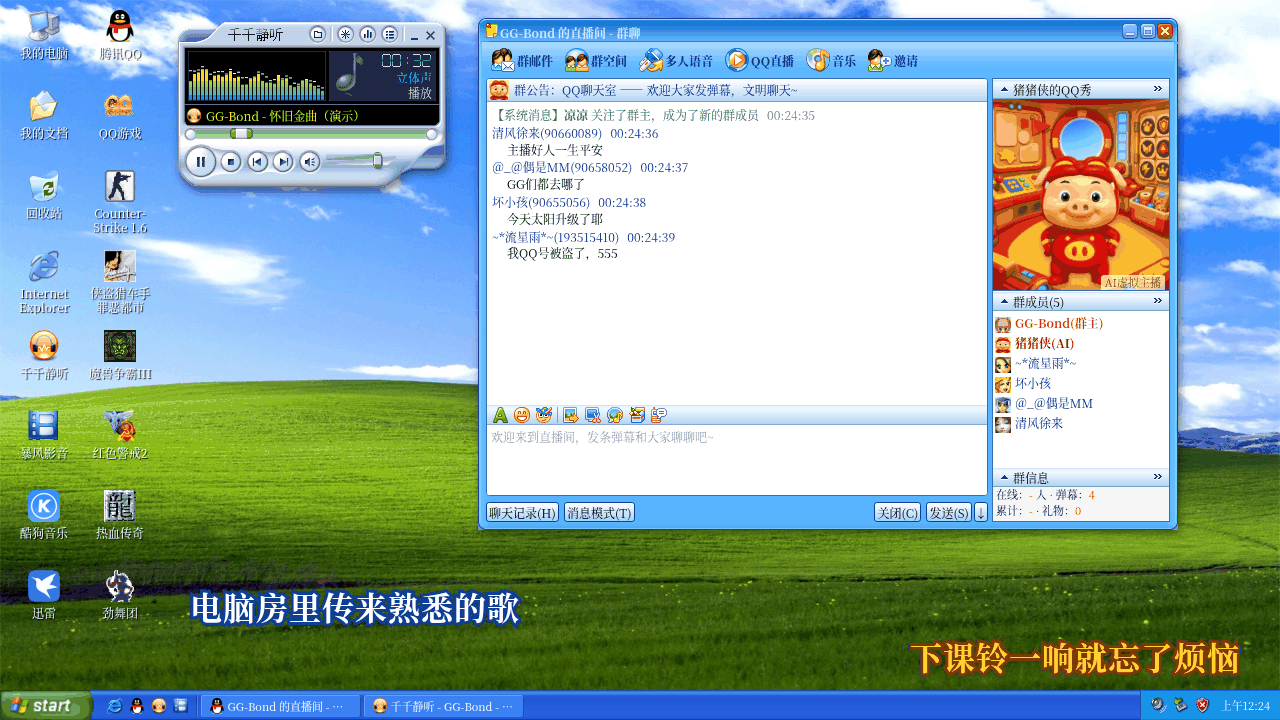 我的电脑
腾讯QQ
我的文档
QQ游戏
回收站
Counter-
Strike 1.6
Internet
Explorer
侠盗猎车手
罪恶都市
千千静听
魔兽争霸III
暴风影音
红色警戒2
酷狗音乐
热血传奇
迅雷
劲舞团
千千静听
00:32
立体声
播放
GG-Bond - 怀旧金曲（演示）
GG-Bond 的直播间 - 群聊
群邮件
群空间
多人语音
QQ直播
音乐
邀请
群公告：QQ聊天室 —— 欢迎大家发弹幕，文明聊天~
【系统消息】凉凉 关注了群主，成为了新的群成员 00:24:35
清风徐来(90660089) 00:24:36
主播好人一生平安
@_@偶是MM(90658052) 00:24:37
GG们都去哪了
坏小孩(90655056) 00:24:38
今天太阳升级了耶
~*流星雨*~(193515410) 00:24:39
我QQ号被盗了，555
欢迎来到直播间，发条弹幕和大家聊聊吧~
聊天记录(H)
消息模式(T)
关闭(C)
发送(S)
↓
猪猪侠的QQ秀
AI虚拟主播
群成员(5)
GG-Bond(群主)
猪猪侠(AI)
~*流星雨*~
坏小孩
@_@偶是MM
清风徐来
群信息
在线：- 人 · 弹幕：4
累计：- · 礼物：0
电脑房里传来熟悉的歌
下课铃一响就忘了烦恼
start
GG-Bond 的直播间 - ···
千千静听 - GG-Bond - ···
上午12:24